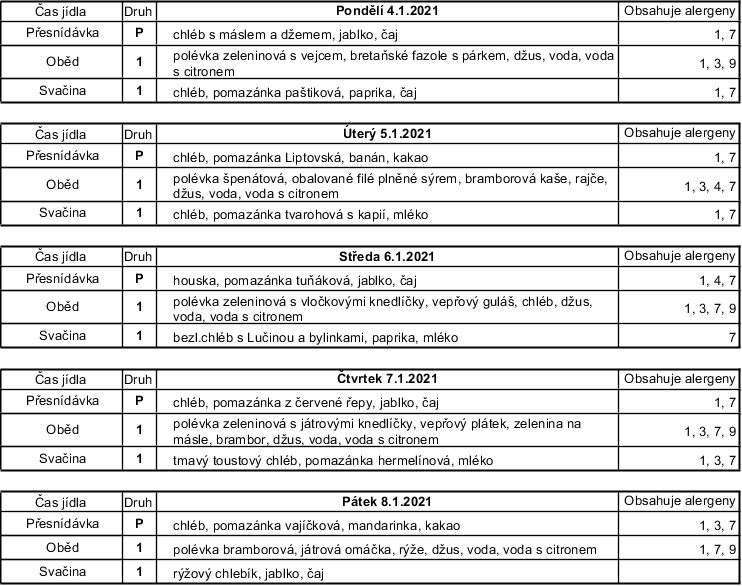 Čas jídla Druh Pondělí 4.1.2021 Obsahuje alergeny
Přesnídávka P chléb s máslem a džemem, jablko, čaj 1, 7
Oběd 1 polévka zeleninová s vejcem, bretaňské fazole s párkem, džus, voda, voda
s citronem 1, 3, 9
Svačina 1 chléb, pomazánka paštiková, paprika, čaj 1, 7
Čas jídla Druh Úterý 5.1.2021 Obsahuje alergeny
Přesnídávka P chléb, pomazánka Liptovská, banán, kakao 1, 7
Oběd 1 polévka špenátová, obalované filé plněné sýrem, bramborová kaše, rajče,
džus, voda, voda s citronem 1, 3, 4, 7
Svačina 1 chléb, pomazánka tvarohová s kapií, mléko 1, 7
Čas jídla Druh Středa 6.1.2021 Obsahuje alergeny
Přesnídávka P houska, pomazánka tuňáková, jablko, čaj 1, 4, 7
Oběd 1 polévka zeleninová s vločkovými knedlíčky, vepřový guláš, chléb, džus,
voda, voda s citronem 1, 3, 7, 9
Svačina 1 bezl.chléb s Lučinou a bylinkami, paprika, mléko 7
Čas jídla Druh Čtvrtek 7.1.2021 Obsahuje alergeny
Přesnídávka P chléb, pomazánka z červené řepy, jablko, čaj 1, 7
Oběd 1 polévka zeleninová s játrovými knedlíčky, vepřový plátek, zelenina na
másle, brambor, džus, voda, voda s citronem 1, 3, 7, 9
Svačina 1 tmavý toustový chléb, pomazánka hermelínová, mléko 1, 3, 7
Čas jídla Druh Pátek 8.1.2021 Obsahuje alergeny
Přesnídávka P chléb, pomazánka vajíčková, mandarinka, kakao 1, 3, 7
Oběd 1 polévka bramborová, játrová omáčka, rýže, džus, voda, voda s citronem 1, 7, 9
Svačina 1 rýžový chlebík, jablko, čaj